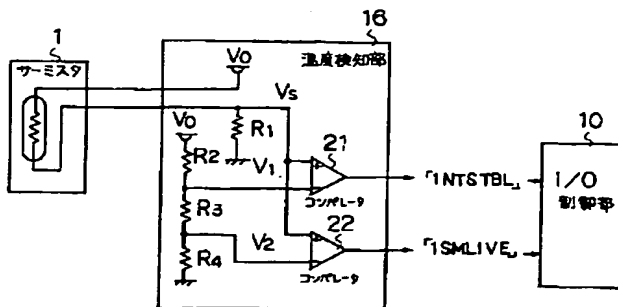 16
1
サーミスタ
温度検知部
V0
VS
V0
R1
R2
V1
21
コンパレータ
「INTSTBL」
10
I/O
制御部
R3
V2
22
「ISMLIVE」
R4
コンパレータ